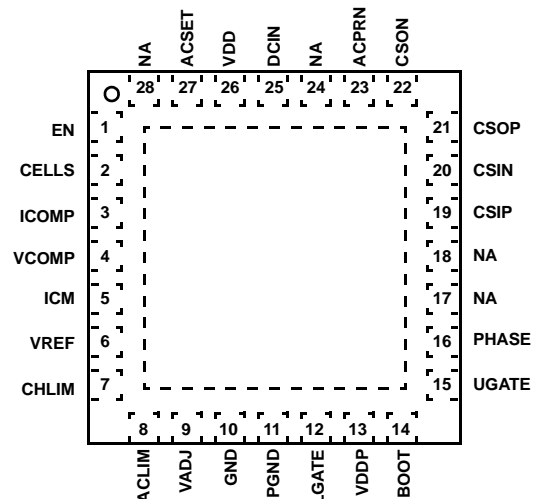 NA
ACSET
VDD
DCIN
NA
ACPRN
CSON
28 27 26 25 24 23 22
EN 1 21 CSOP
CELLS 2 20 CSIN
ICOMP 3 19 CSIP
VCOMP 4 18 NA
ICM 5 17 NA
VREF 6 16 PHASE
CHLIM 7 15 UGATE
8 9 10 11 12 13 14
ACLIM
VADJ
GND
PGND
LGATE
VDDP
BOOT